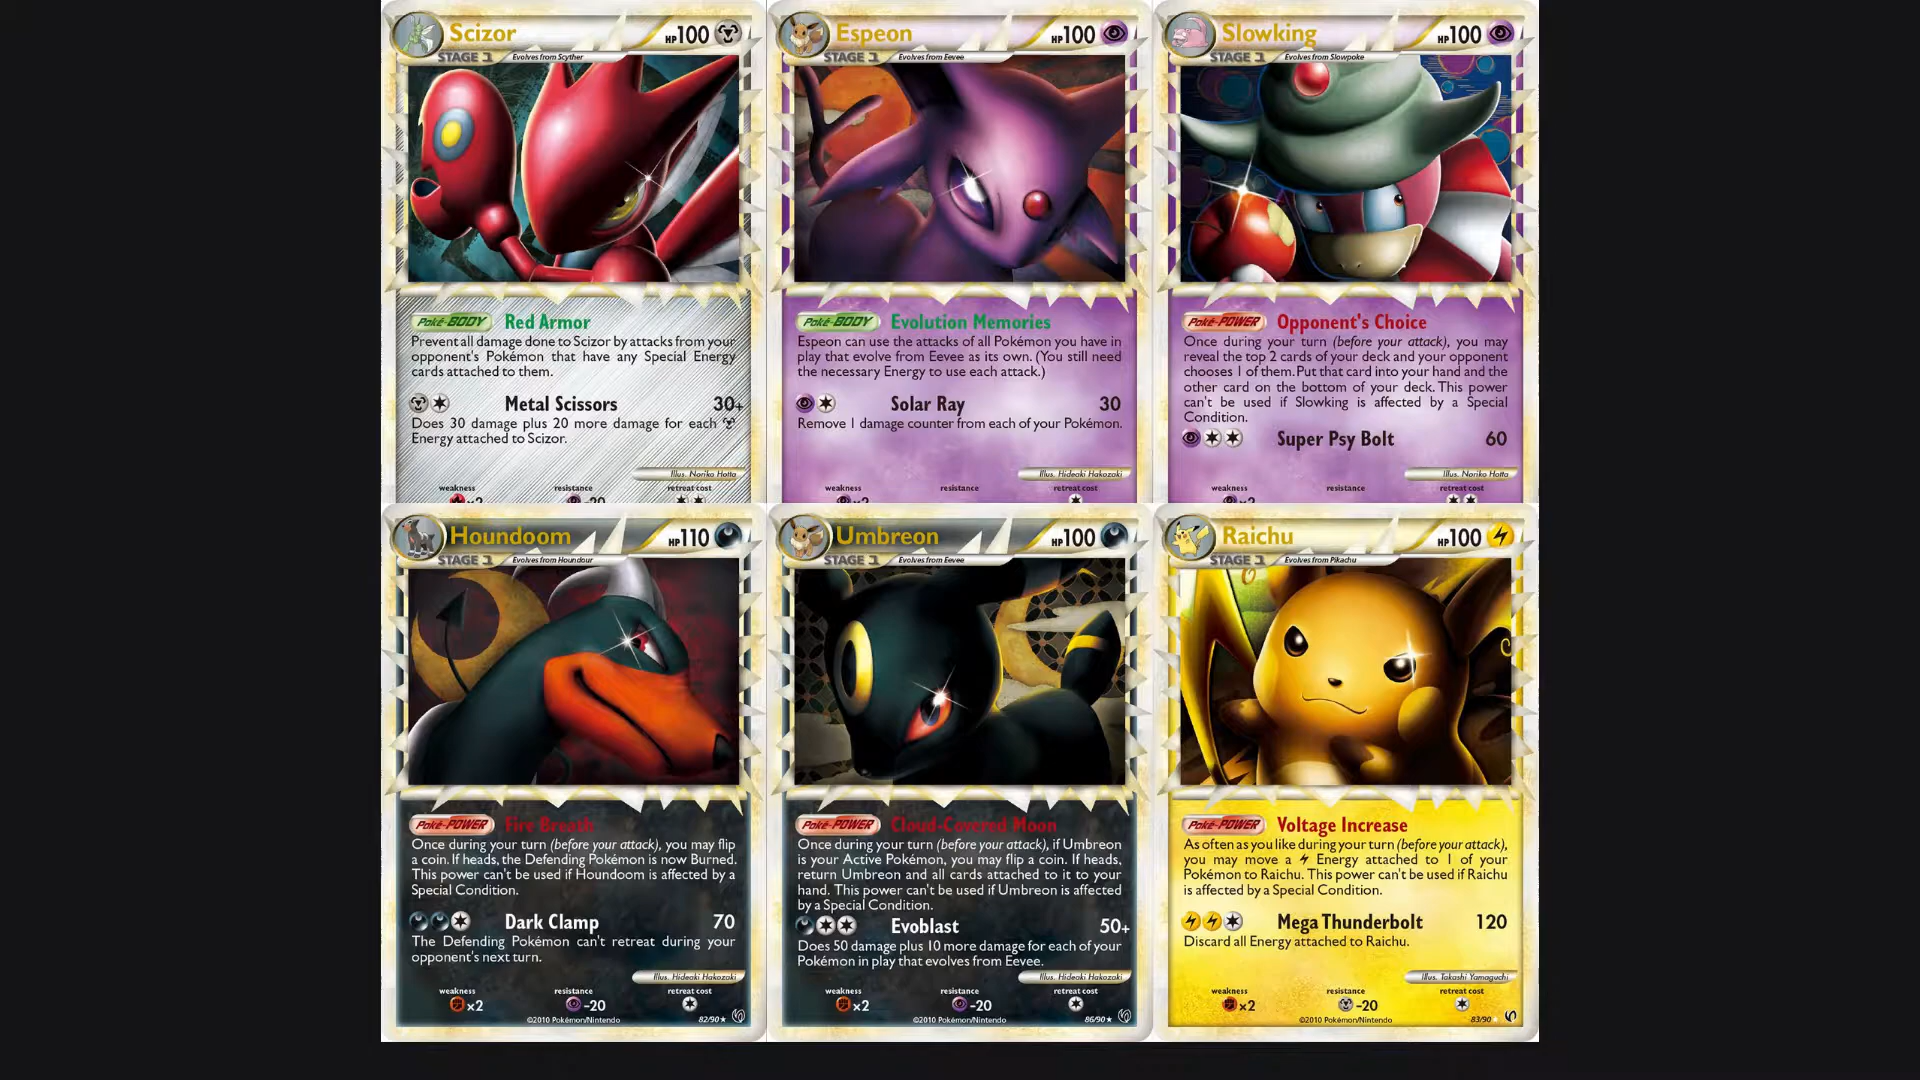 Scizor
HP100
STAGE 1
Evolves from Scyther
Poké-BODY Red Armor
Prevent all damage done to Scizor by attacks from your
opponent's Pokémon that have any Special Energy
cards attached to them.
Metal Scissors 30+
Does 30 damage plus 20 more damage for each
Energy attached to Scizor.
Illus. Noriko Hotta
weakness resistance retreat cost
×2 -20
Espeon
HP100
STAGE 1
Evolves from Eevee
Poké-BODY Evolution Memories
Espeon can use the attacks of all Pokémon you have in
play that evolve from Eevee as its own. (You still need
the necessary Energy to use each attack.)
Solar Ray 30
Remove 1 damage counter from each of your Pokémon.
Illus. Hideaki Hakozaki
weakness resistance retreat cost
×2
Slowking
HP100
STAGE 1
Evolves from Slowpoke
Poké-POWER Opponent's Choice
Once during your turn (before your attack), you may
reveal the top 2 cards of your deck and your opponent
chooses 1 of them. Put that card into your hand and the
other card on the bottom of your deck. This power
can't be used if Slowking is affected by a Special
Condition.
Super Psy Bolt 60
Illus. Noriko Hotta
weakness resistance retreat cost
×2
Houndoom
HP110
STAGE 1
Evolves from Houndour
Poké-POWER Fire Breath
Once during your turn (before your attack), you may flip
a coin. If heads, the Defending Pokémon is now Burned.
This power can't be used if Houndoom is affected by a
Special Condition.
Dark Clamp 70
The Defending Pokémon can't retreat during your
opponent's next turn.
Illus. Hideaki Hakozaki
weakness resistance retreat cost
×2 -20
©2010 Pokémon/Nintendo 82/90★
Umbreon
HP100
STAGE 1
Evolves from Eevee
Poké-POWER Cloud-Covered Moon
Once during your turn (before your attack), if Umbreon
is your Active Pokémon, you may flip a coin. If heads,
return Umbreon and all cards attached to it to your
hand. This power can't be used if Umbreon is affected
by a Special Condition.
Evoblast 50+
Does 50 damage plus 10 more damage for each of your
Pokémon in play that evolves from Eevee.
Illus. Hideaki Hakozaki
weakness resistance retreat cost
×2 -20
©2010 Pokémon/Nintendo 86/90★
Raichu
HP100
STAGE 1
Evolves from Pikachu
Poké-POWER Voltage Increase
As often as you like during your turn (before your attack),
you may move a Energy attached to 1 of your
Pokémon to Raichu. This power can't be used if Raichu
is affected by a Special Condition.
Mega Thunderbolt 120
Discard all Energy attached to Raichu.
Illus. Takashi Yamaguchi
weakness resistance retreat cost
×2 -20
©2010 Pokémon/Nintendo 83/90